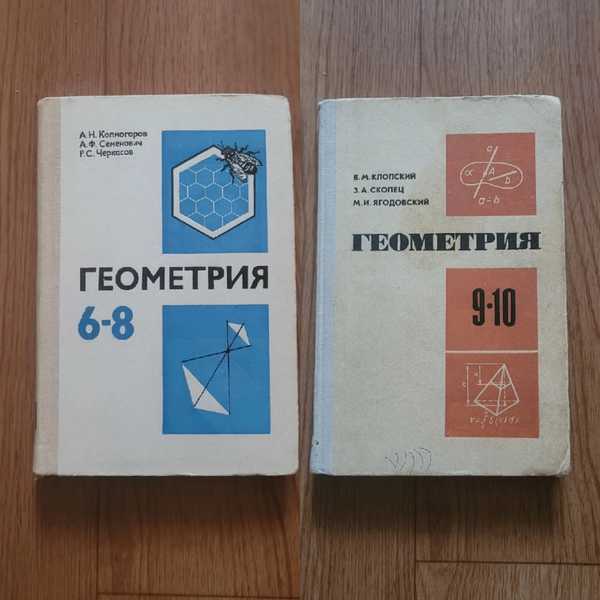 А.Н. Колмогоров
А.Ф. Семенович
Р.С. Черкасов
ГЕОМЕТРИЯ
6-8
В. М. КЛОПСКИЙ
З. А. СКОПЕЦ
М. И. ЯГОДОВСКИЙ
ГЕОМЕТРИЯ
9·10
c
α
A
b
a-b